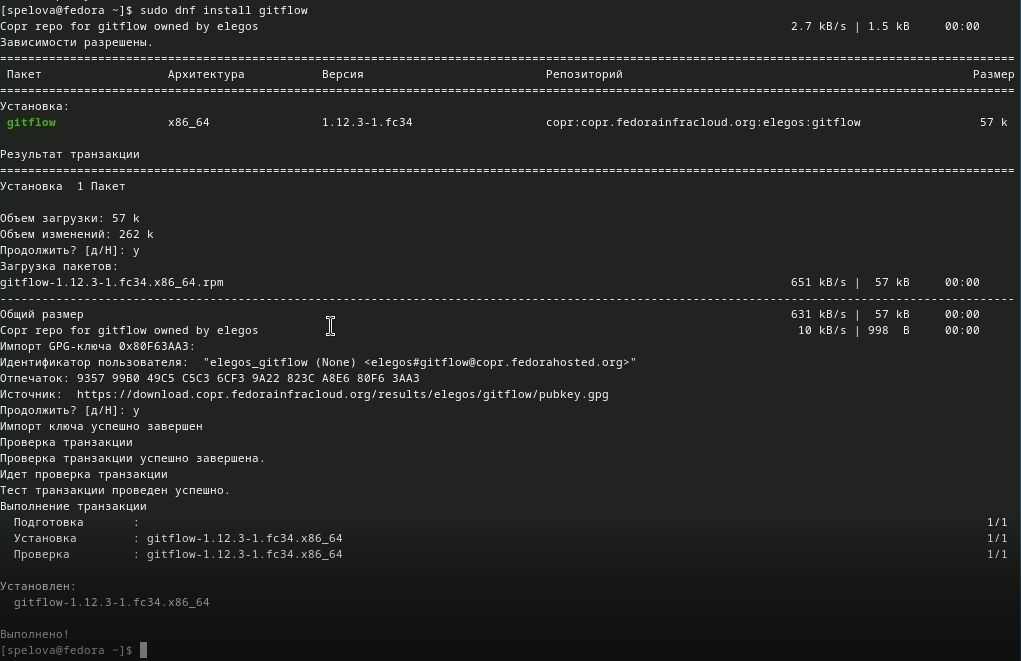 [spelova@fedora ~]$ sudo dnf install gitflow
Copr repo for gitflow owned by elegos 2.7 kB/s | 1.5 kB 00:00
Зависимости разрешены.
Пакет Архитектура Версия Репозиторий Размер
Установка:
gitflow x86_64 1.12.3-1.fc34 copr:copr.fedorainfracloud.org:elegos:gitflow 57 k
Результат транзакции
Установка 1 Пакет
Объем загрузки: 57 k
Объем изменений: 262 k
Продолжить? [д/Н]: y
Загрузка пакетов:
gitflow-1.12.3-1.fc34.x86_64.rpm 651 kB/s | 57 kB 00:00
Общий размер 631 kB/s | 57 kB 00:00
Copr repo for gitflow owned by elegos 10 kB/s | 998 B 00:00
Импорт GPG-ключа 0x80F63AA3:
Идентификатор пользователя: "elegos_gitflow (None) <elegos#gitflow@copr.fedorahosted.org>"
Отпечаток: 9357 99B0 49C5 C5C3 6CF3 9A22 823C A8E6 80F6 3AA3
Источник: https://download.copr.fedorainfracloud.org/results/elegos/gitflow/pubkey.gpg
Продолжить? [д/Н]: y
Импорт ключа успешно завершен
Проверка транзакции
Проверка транзакции успешно завершена.
Идет проверка транзакции
Тест транзакции проведен успешно.
Выполнение транзакции
Подготовка : 1/1
Установка : gitflow-1.12.3-1.fc34.x86_64 1/1
Проверка : gitflow-1.12.3-1.fc34.x86_64 1/1
Установлен:
gitflow-1.12.3-1.fc34.x86_64
Выполнено!
[spelova@fedora ~]$